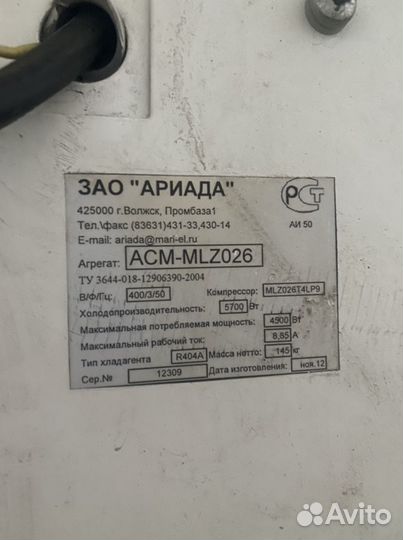 ЗАО "АРИАДА"
425000 г.Волжск, Промбаза1
Тел.\факс (83631)431-33,430-14
E-mail: ariada@mari-el.ru
РСТ
АИ 50
Агрегат: АСМ-MLZ026
ТУ 3644-018-12906390-2004
В/Ф/Гц: 400/3/50 Компрессор: MLZ026T4LP9
Холодопроизводительность: 5700 Вт
Максимальная потребляемая мощность: 4900 Вт
Максимальный рабочий ток: 8,85 А
Тип хладагента R404A Масса нетто: 145 кг
Сер.№ 12309 Дата изготовления: ноя.12
Avito